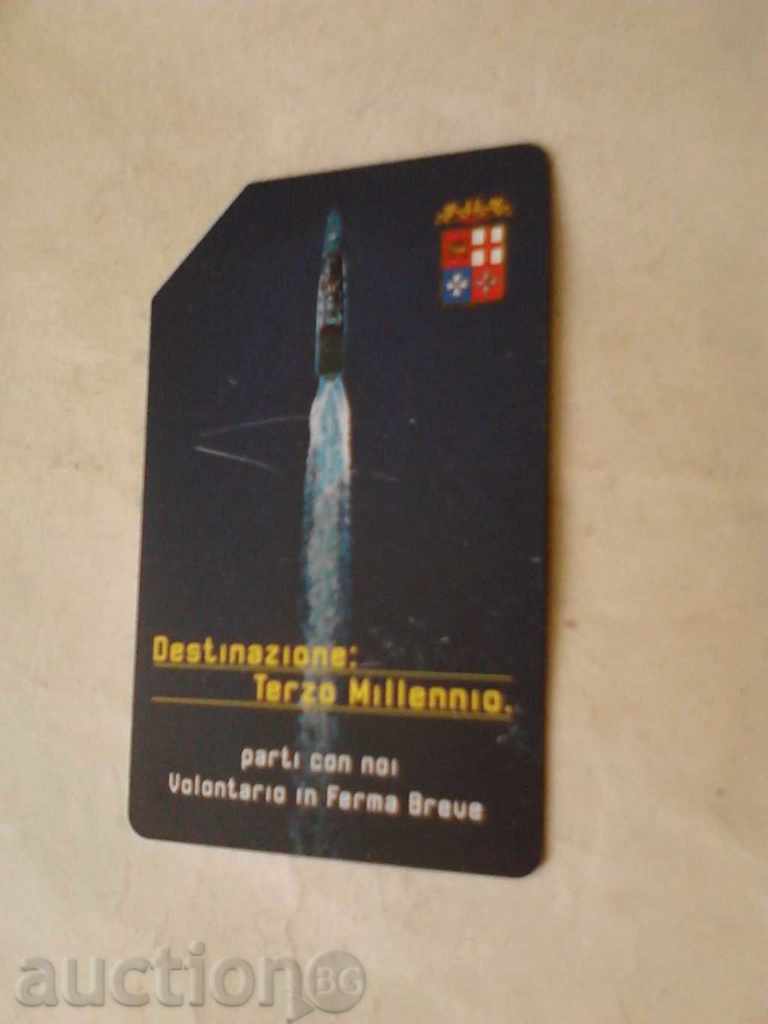 Destinazione:
Terzo Millennio.
parti con noi
Volontario in Ferma Breve
auction BG